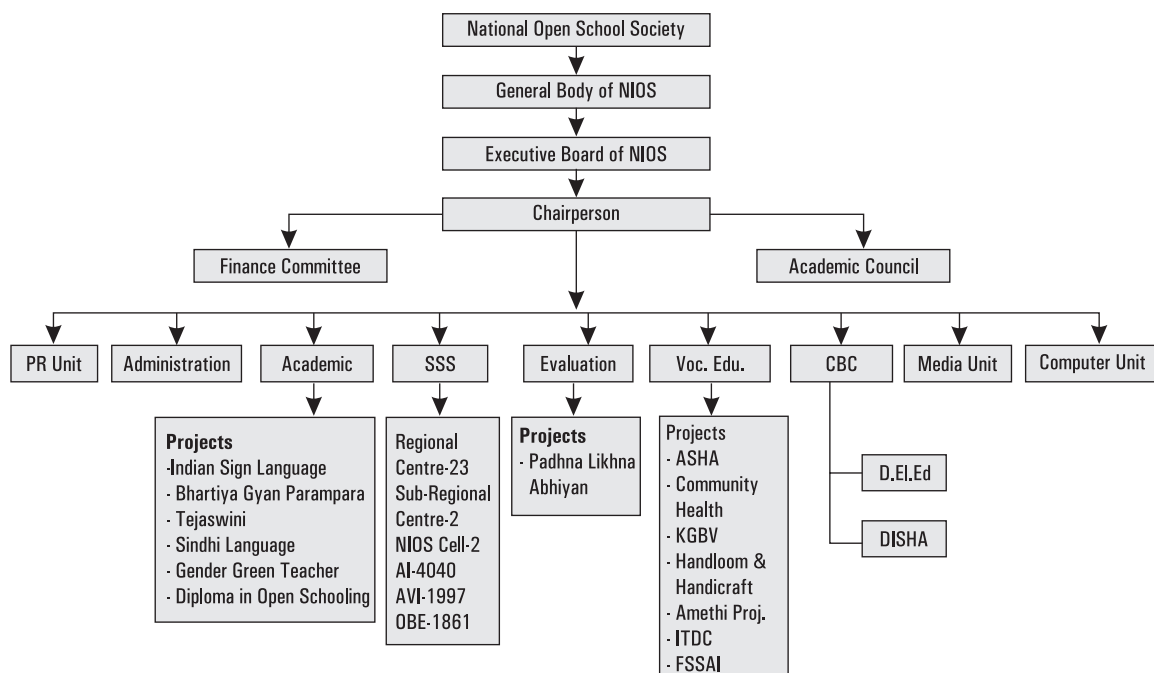 National Open School Society
General Body of NIOS
Executive Board of NIOS
Chairperson
Finance Committee
Academic Council
PR Unit
Administration
Academic
SSS
Evaluation
Voc. Edu.
CBC
Media Unit
Computer Unit
Projects
-Indian Sign Language
- Bhartiya Gyan Parampara
- Tejaswini
- Sindhi Language
- Gender Green Teacher
- Diploma in Open Schooling
Regional
Centre-23
Sub-Regional
Centre-2
NIOS Cell-2
AI-4040
AVI-1997
OBE-1861
Projects
- Padhna Likhna
Abhiyan
Projects
- ASHA
- Community
Health
- KGBV
- Handloom &
Handicraft
- Amethi Proj.
- ITDC
- FSSAI
D.El.Ed
DISHA